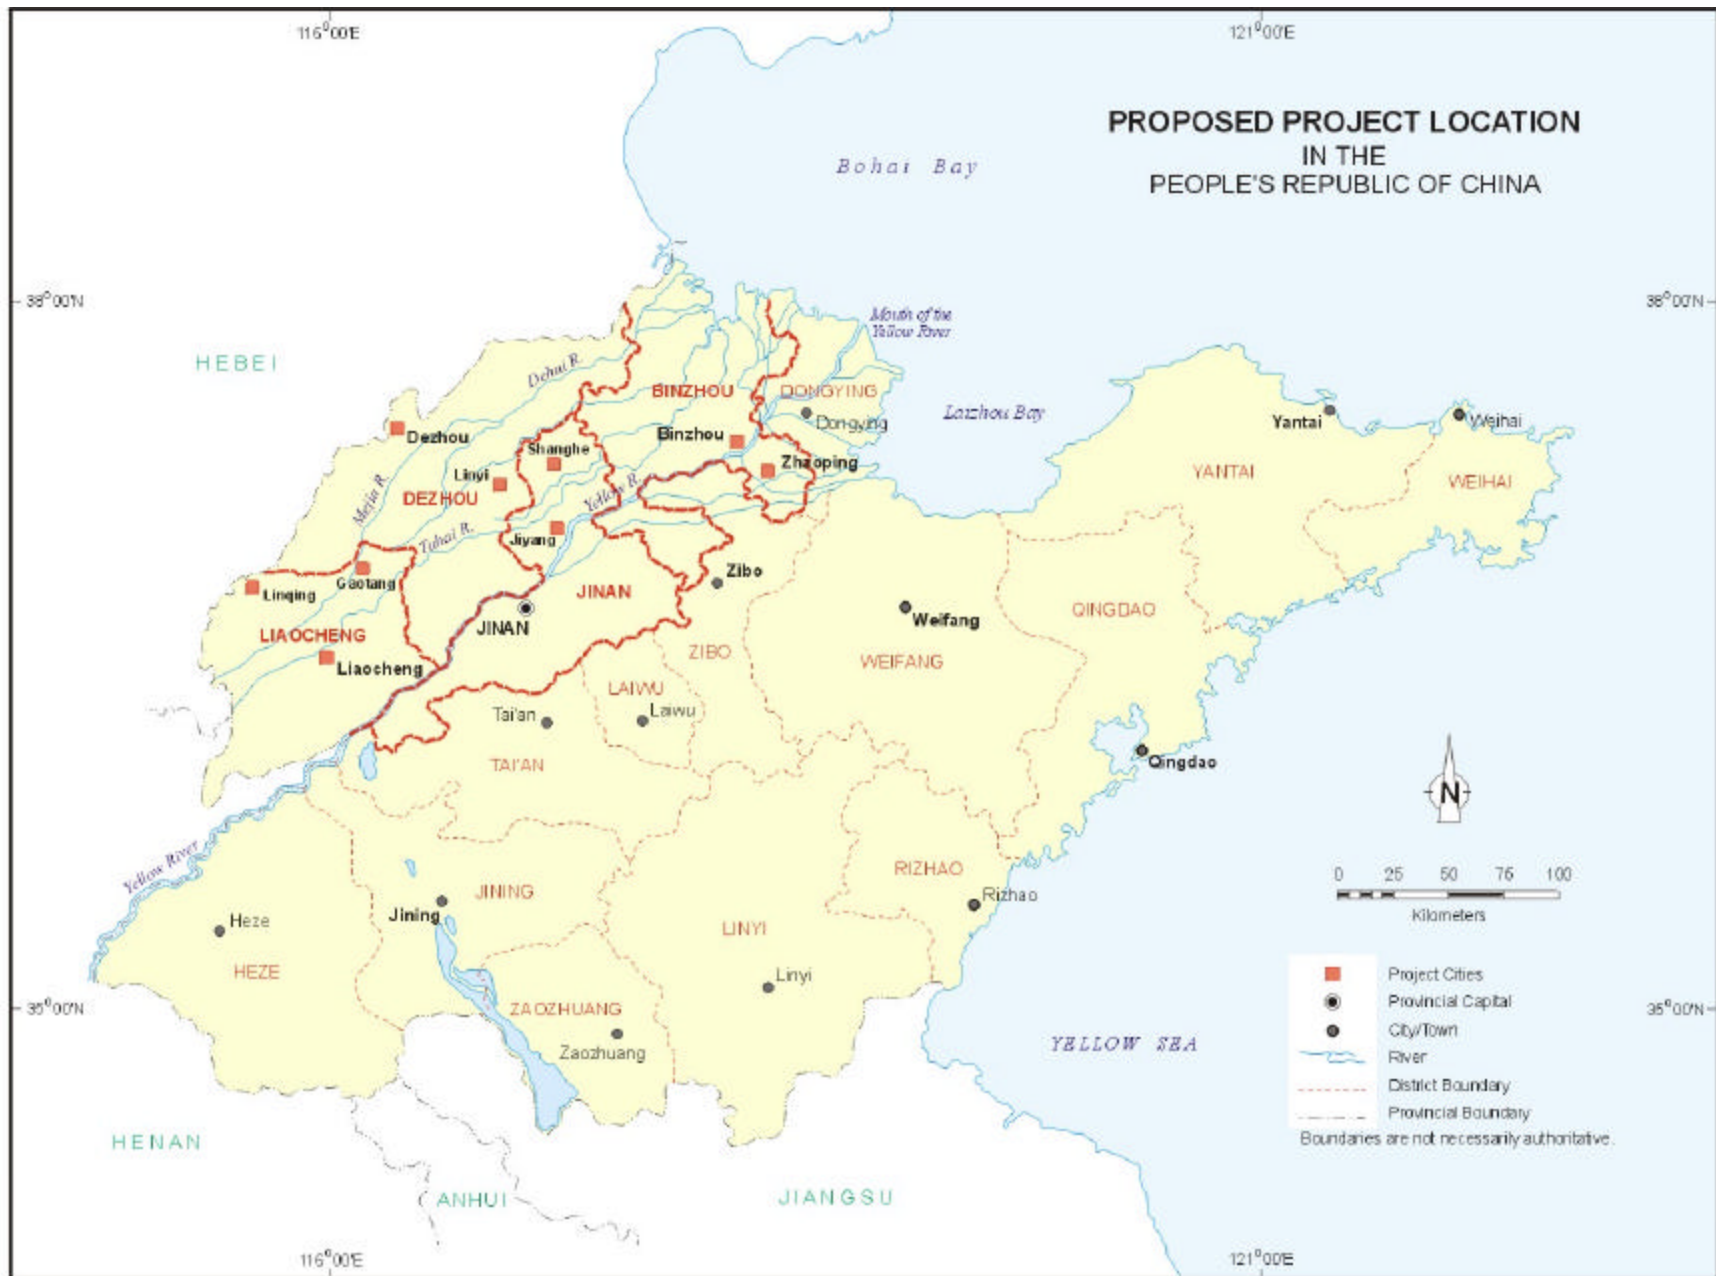 116°00'E
121°00'E
PROPOSED PROJECT LOCATION
IN THE
PEOPLE'S REPUBLIC OF CHINA
Bohai Bay
38°00'N
38°00'N
Mouth of the
Yellow River
HEBEI
Dehui R.
BINZHOU
DONGYING
Laizhou Bay
Dongying
Yantai
Weihai
Dezhou
Binzhou
Shanghe
Zhaoping
Linyi
YANTAI
WEIHAI
DEZHOU
Mejia R.
Yellow R.
Tuhai R.
Jiyang
Zibo
Gaotang
Linqing
JINAN
QINGDAO
JINAN
Weifang
LIAOCHENG
ZIBO
WEIFANG
Liaocheng
LAIWU
Tai'an
Laiwu
TAI'AN
Qingdao
N
Yellow River
RIZHAO
0 25 50 75 100
Kilometers
JINING
Rizhao
Jining
Heze
LINYI
HEZE
Linyi
Project Cities
ZAOZHUANG
Provincial Capital
35°00'N
35°00'N
City/Town
Zaozhuang
YELLOW SEA
River
District Boundary
Provincial Boundary
Boundaries are not necessarily authoritative.
HENAN
ANHUI
JIANGSU
116°00'E
121°00'E